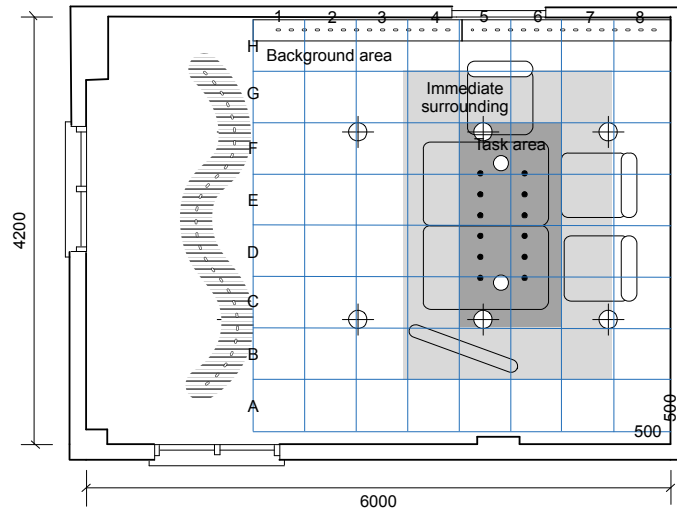 1 2 3 4 5 6 7 8
H
Background area
G
Immediate
surrounding
F
Task area
E
4200
D
C
B
A
500
500
6000